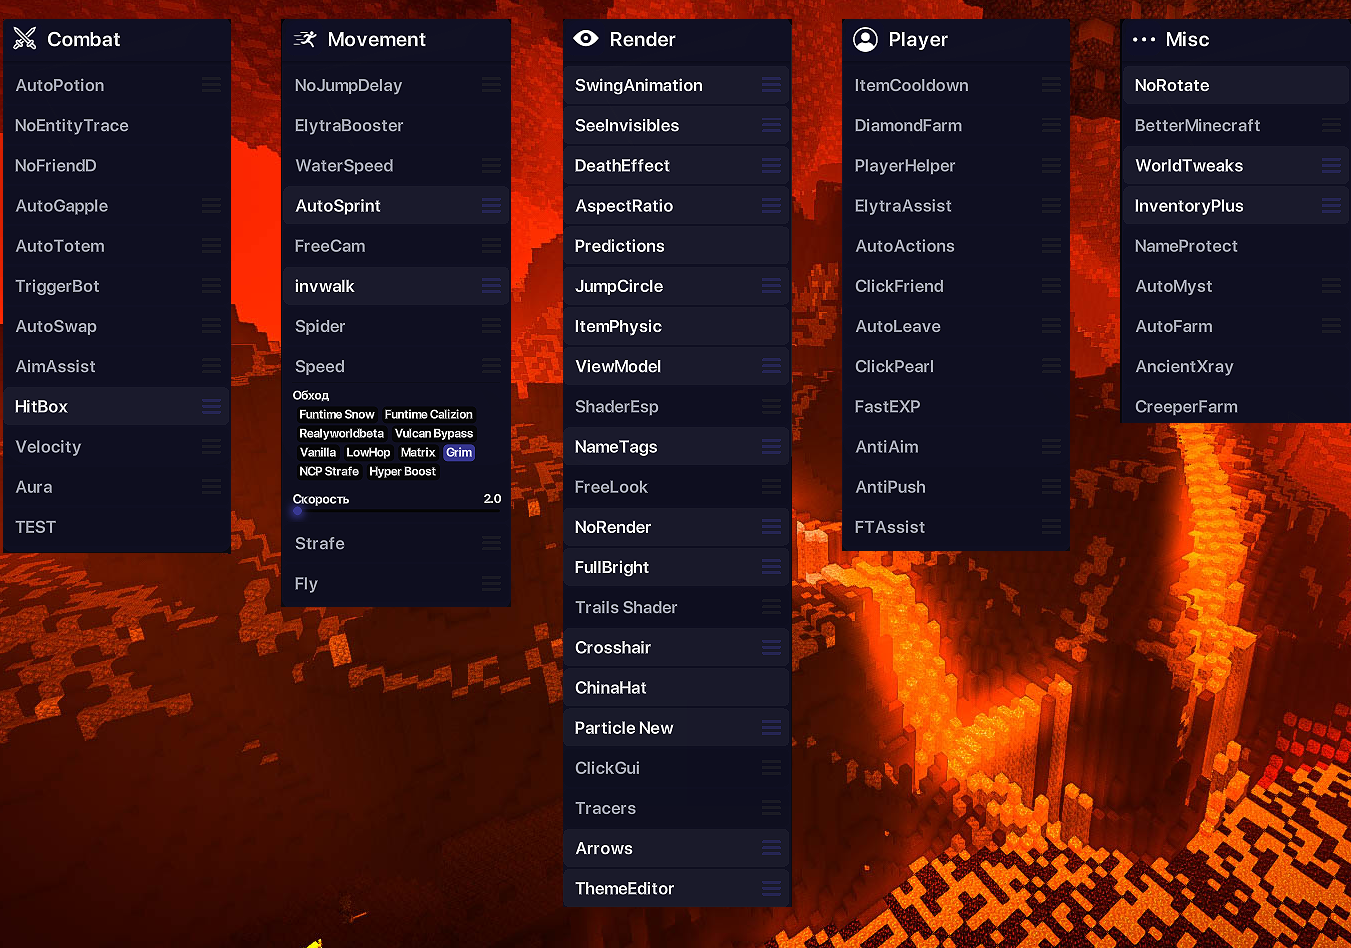 Combat
AutoPotion
NoEntityTrace
NoFriendD
AutoGapple
AutoTotem
TriggerBot
AutoSwap
AimAssist
HitBox
Velocity
Aura
TEST
Movement
NoJumpDelay
ElytraBooster
WaterSpeed
AutoSprint
FreeCam
invwalk
Spider
Speed
Обход
Funtime Snow Funtime Calizion
Realyworldbeta Vulcan Bypass
Vanilla LowHop Matrix Grim
NCP Strafe Hyper Boost
Скорость 2.0
Strafe
Fly
Render
SwingAnimation
SeeInvisibles
DeathEffect
AspectRatio
Predictions
JumpCircle
ItemPhysic
ViewModel
ShaderEsp
NameTags
FreeLook
NoRender
FullBright
Trails Shader
Crosshair
ChinaHat
Particle New
ClickGui
Tracers
Arrows
ThemeEditor
Player
ItemCooldown
DiamondFarm
PlayerHelper
ElytraAssist
AutoActions
ClickFriend
AutoLeave
ClickPearl
FastEXP
AntiAim
AntiPush
FTAssist
Misc
NoRotate
BetterMinecraft
WorldTweaks
InventoryPlus
NameProtect
AutoMyst
AutoFarm
AncientXray
CreeperFarm